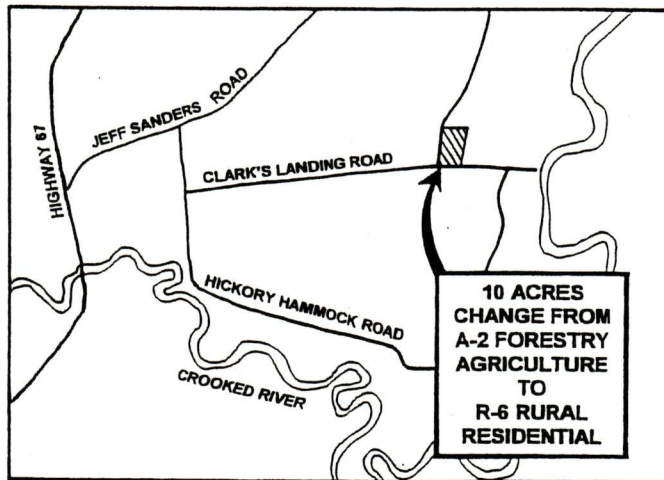 HIGHWAY 67
JEFF SANDERS ROAD
CLARK'S LANDING ROAD
HICKORY HAMMOCK ROAD
CROOKED RIVER
10 ACRES
CHANGE FROM
A-2 FORESTRY
AGRICULTURE
TO
R-6 RURAL
RESIDENTIAL